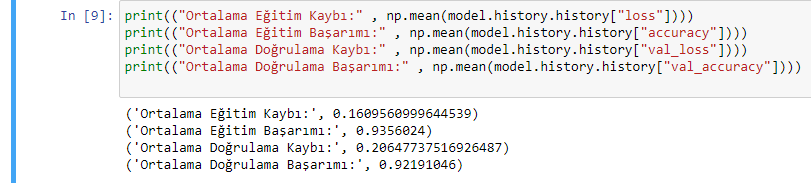 In [9]: print(("Ortalama Eğitim Kaybı:" , np.mean(model.history.history["loss"])))
print(("Ortalama Eğitim Başarımı:" , np.mean(model.history.history["accuracy"])))
print(("Ortalama Doğrulama Kaybı:" , np.mean(model.history.history["val_loss"])))
print(("Ortalama Doğrulama Başarımı:" , np.mean(model.history.history["val_accuracy"])))
('Ortalama Eğitim Kaybı:', 0.1609560999644539)
('Ortalama Eğitim Başarımı:', 0.9356024)
('Ortalama Doğrulama Kaybı:', 0.20647737516926487)
('Ortalama Doğrulama Başarımı:', 0.92191046)